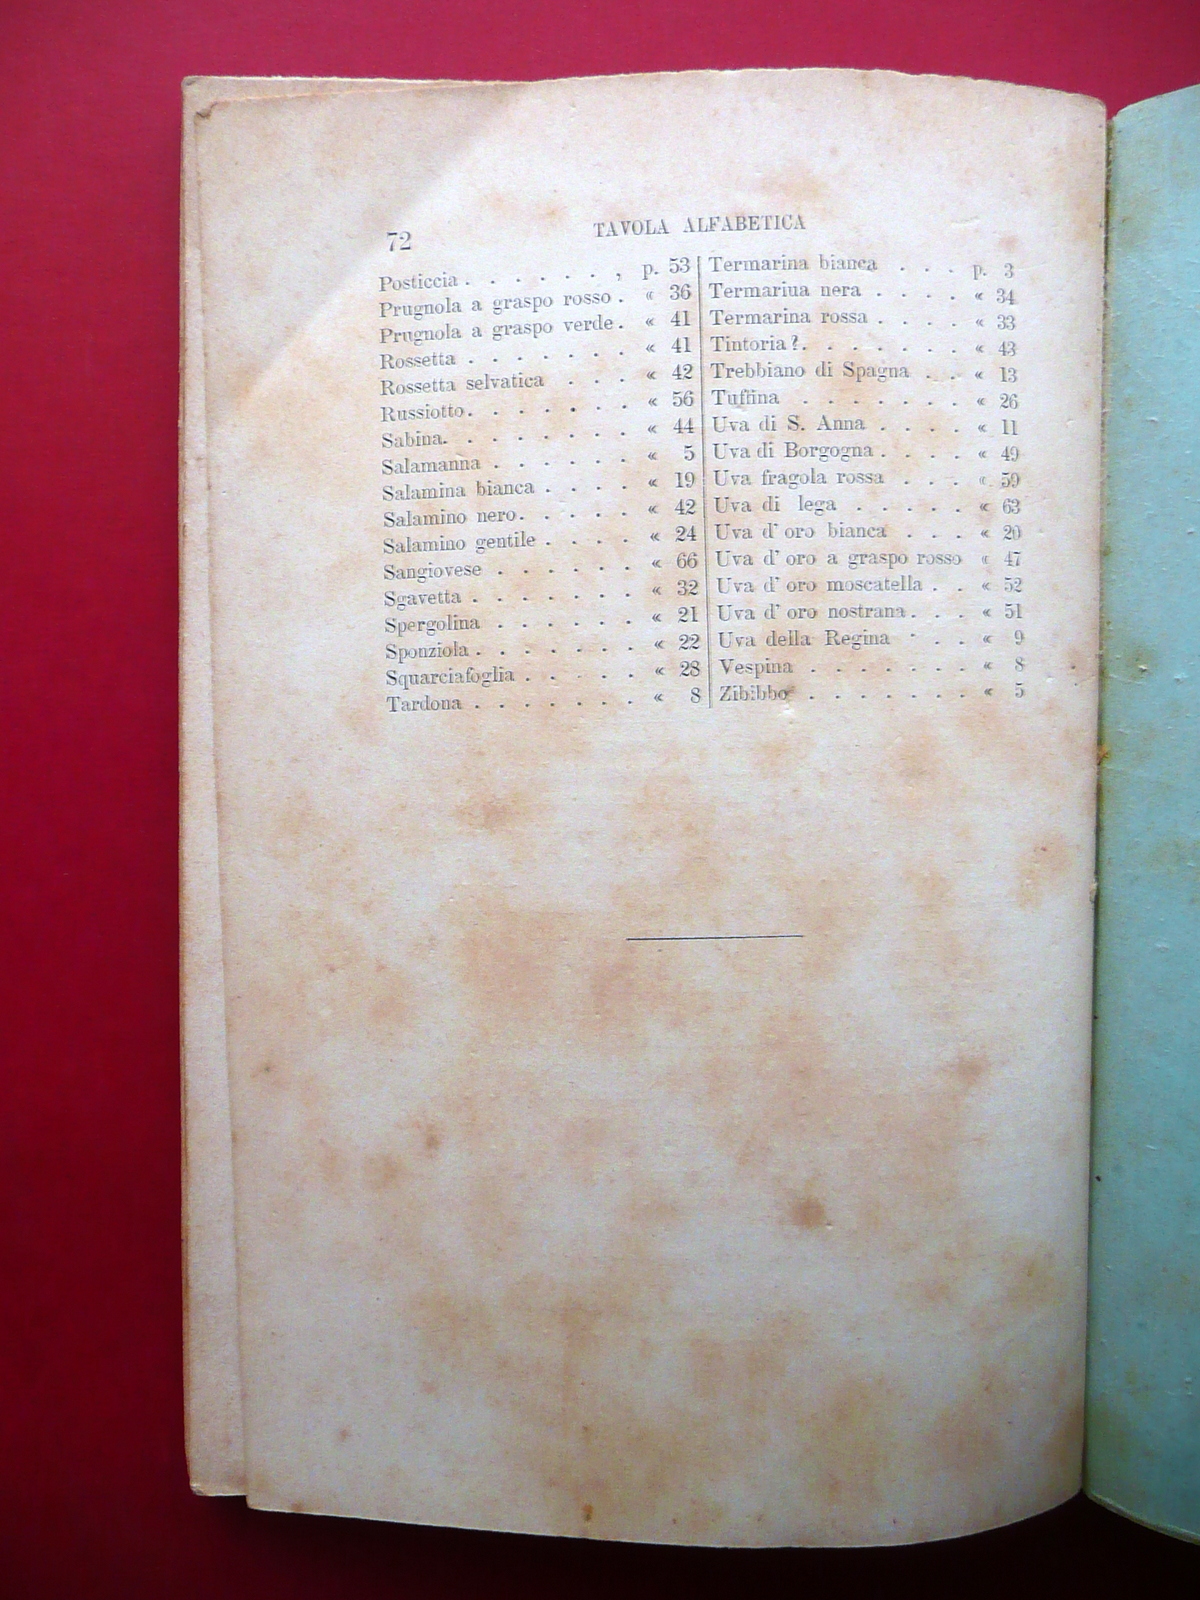 72
TAVOLA ALFABETICA
Posticcia . . . . . . , p. 53
Prugnola a graspo rosso . « 36
Prugnola a graspo verde . « 41
Rossetta . . . . . . . « 41
Rossetta selvatica . . . « 42
Russiotto . . . . . . . « 56
Sabina. . . . . . . . « 44
Salamanna . . . . . . « 5
Salamina bianca . . . . « 19
Salamino nero. . . . . « 42
Salamino gentile . . . . « 24
Sangiovese . . . . . . « 66
Sgavetta . . . . . . . « 32
Spergolina . . . . . . « 21
Sponziola . . . . . . . « 22
Squarciafoglia . . . . . « 28
Tardona . . . . . . . « 8
Termarina bianca . . . p. 3
Termariua nera . . . . « 34
Termarina rossa . . . . « 33
Tintoria ?. . . . . . . « 43
Trebbiano di Spagna . . « 13
Tuffina . . . . . . . « 26
Uva di S. Anna . . . . « 11
Uva di Borgogna . . . . « 49
Uva fragola rossa . . . « 59
Uva di lega . . . . . « 63
Uva d' oro bianca . . . « 20
Uva d' oro a graspo rosso « 47
Uva d' oro moscatella . . « 52
Uva d' oro nostrana . . . « 51
Uva della Regina . . . « 9
Vespina . . . . . . . « 8
Zibibbo . . . . . . . « 5